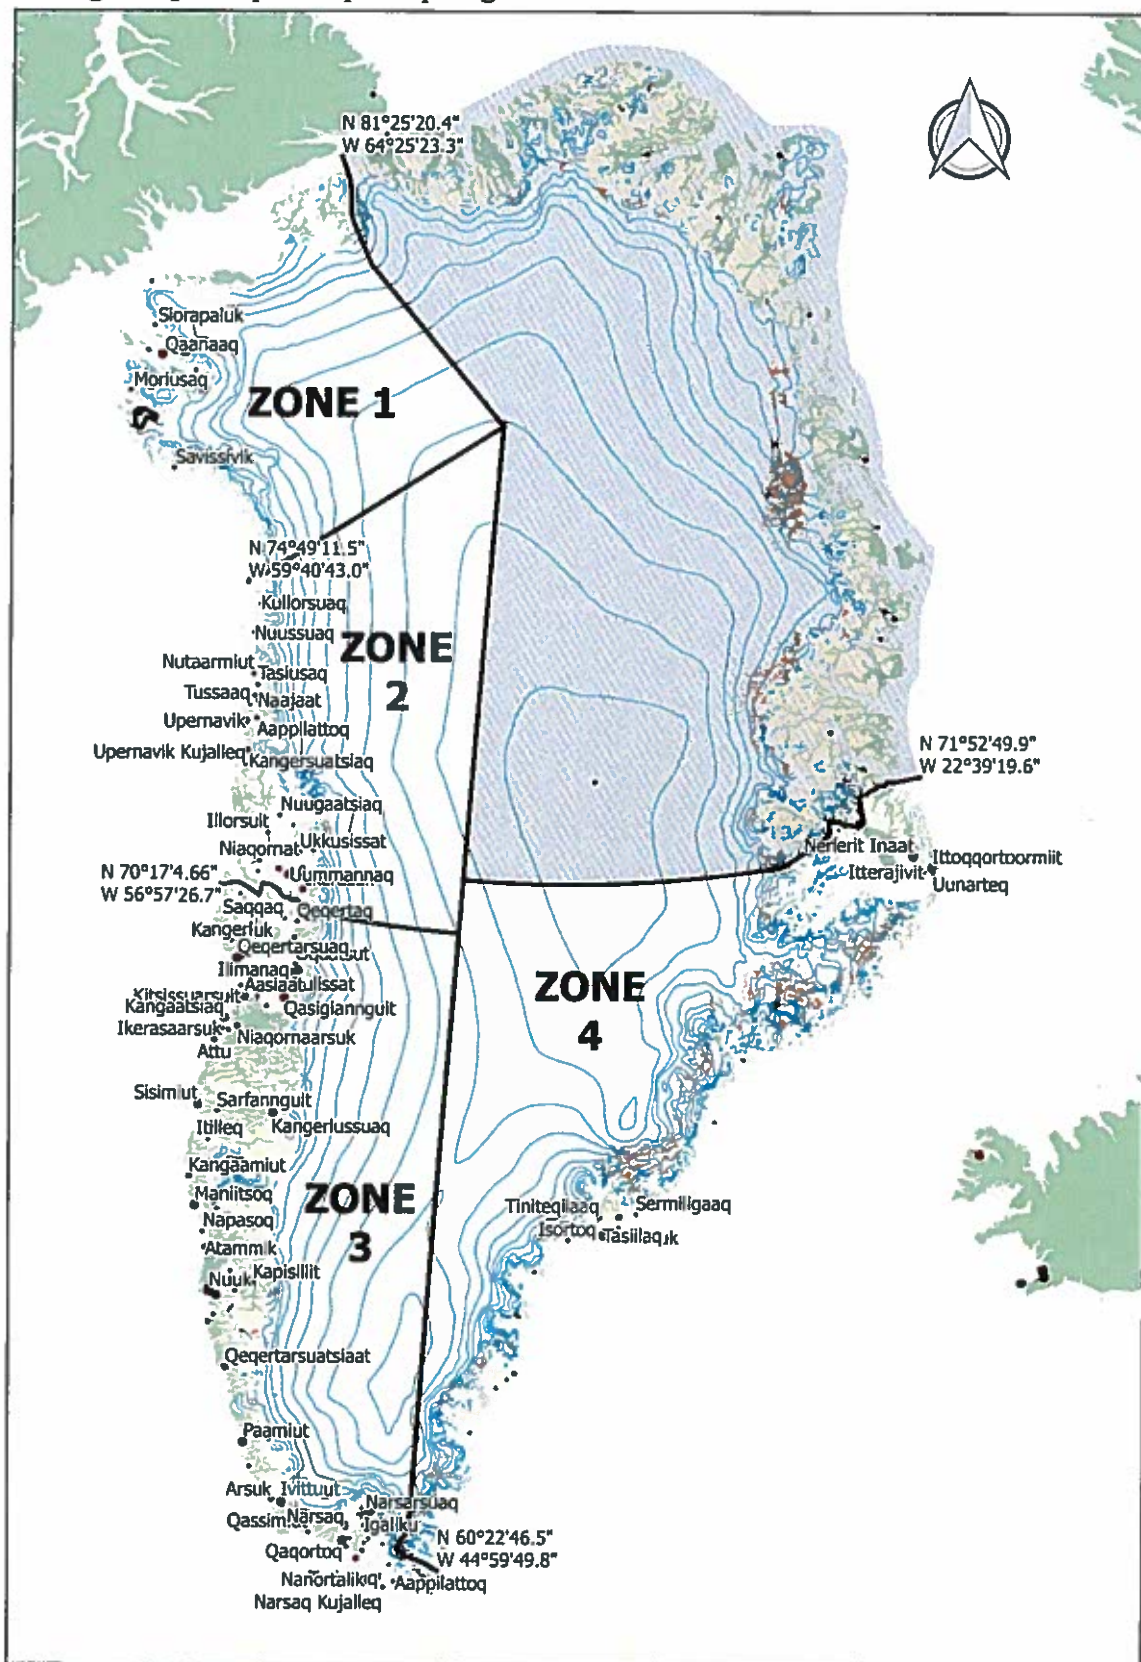 N 81°25'20.4"
W 64°25'23.3"
Siorapaluk
Qaanaaq
Moriusaq
ZONE 1
Savissivik
N 74°49'11.5"
W 59°40'43.0"
Kullorsuaq
Nuussuaq
ZONE
2
Nutaarmiut
Tasiusaq
Tussaaq
Naajaat
Upernavik
Aappilattoq
Upernavik Kujalleq
Kangersuatsiaq
N 71°52'49.9"
W 22°39'19.6"
Nuugaatsiaq
Illorsuit
Niaqornat
Ukkusissat
Nerlerit Inaat
Ittoqqortoormiit
Itterajivit
Uunarteq
N 70°17'4.66"
W 56°57'26.7"
Uummannaq
Saqqaq
Qeqertaq
Kangerluk
Qeqertarsuaq
Ilimanaq
Aasiaat
Ilulissat
Kitsissuarsuit
Kangaatsiaq
Qasigiannguit
Ikerasaarsuk
Niaqornaarsuk
Attu
ZONE
4
Sisimiut
Sarfannguit
Itilleq
Kangerlussuaq
Kangaamiut
Maniitsoq
ZONE
3
Napasoq
Atammik
Nuuk
Kapisillit
Tiniteqilaaq
Sermiligaaq
Isortoq
Tasiilaq
Qeqertarsuatsiaat
Paamiut
Arsuk
Ivittuut
Narsarsuaq
Qassimiut
Narsaq
Igaliku
Qaqortoq
N 60°22'46.5"
W 44°59'49.8"
Nanortalik
Aappilattoq
Narsaq Kujalleq